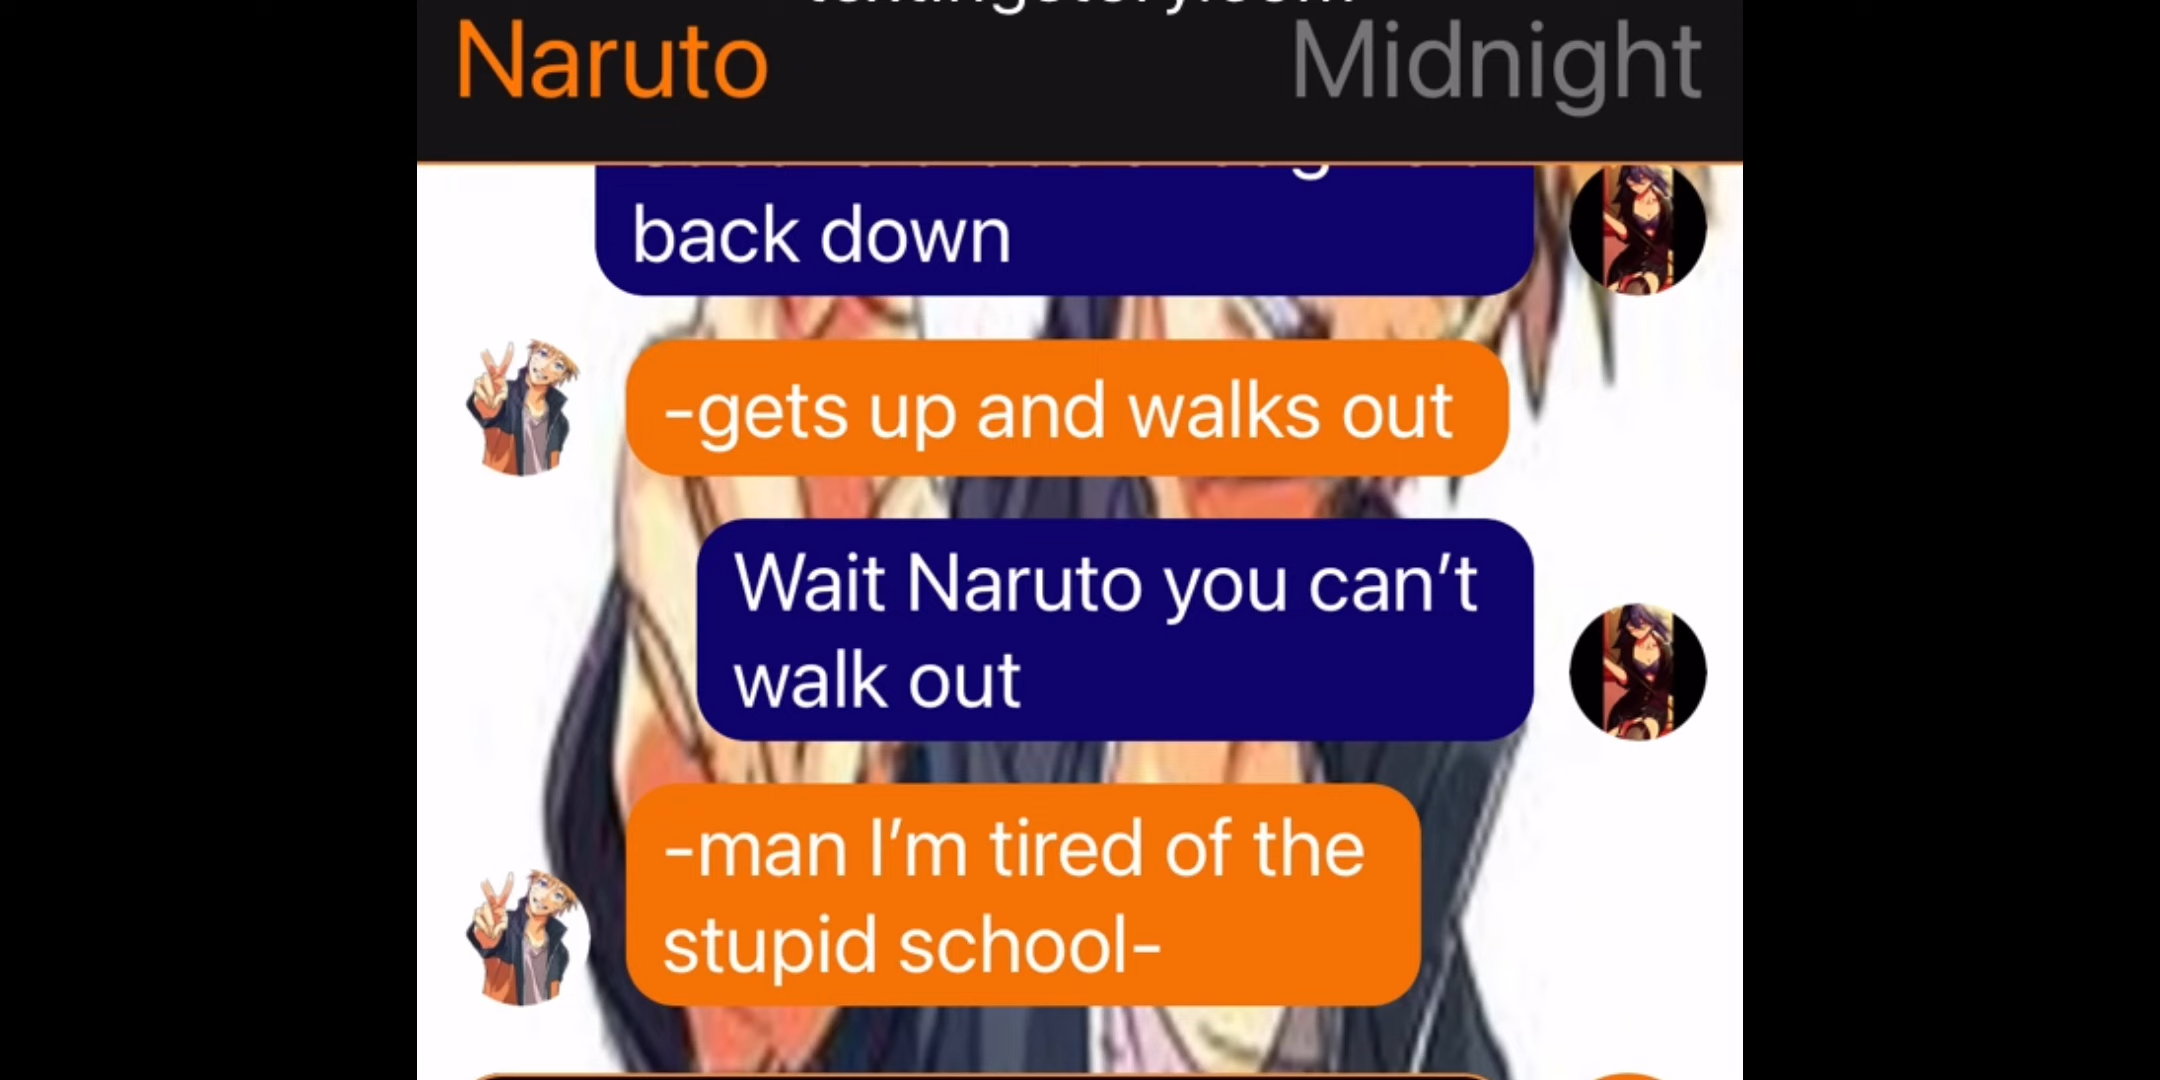 Naruto Midnight
back down
-gets up and walks out
Wait Naruto you can’t
walk out
-man I’m tired of the
stupid school-